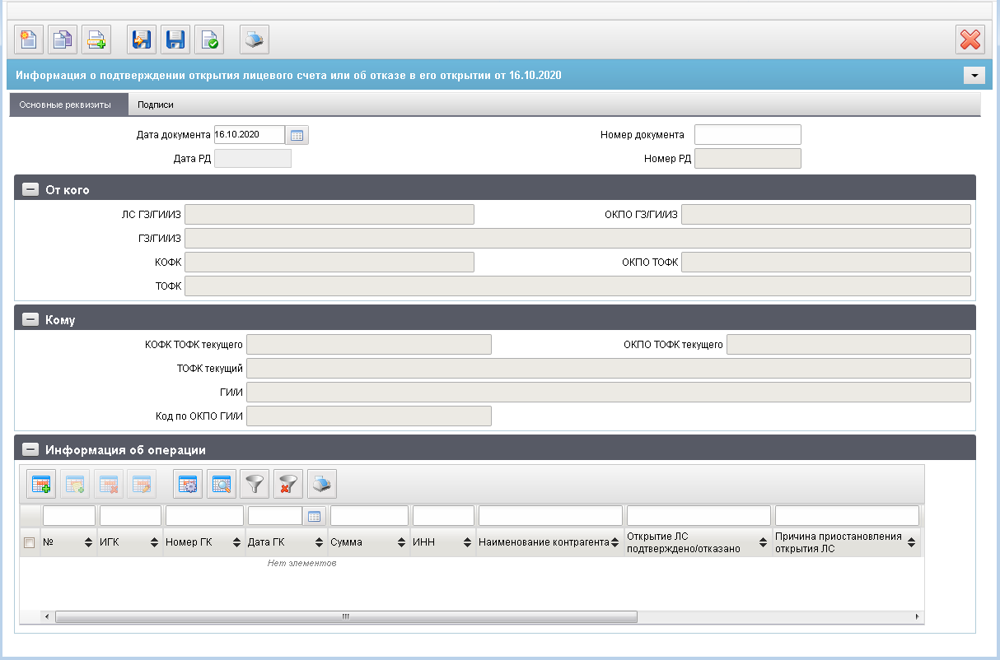 Информация о подтверждении открытия лицевого счета или об отказе в его открытии от 16.10.2020
Основные реквизиты Подписи
Дата документа 16.10.2020 Номер документа
Дата РД Номер РД
От кого
ЛС ГЗ/ГИ/ИЗ ОКПО ГЗ/ГИ/ИЗ
ГЗ/ГИ/ИЗ
КОФК ОКПО ТОФК
ТОФК
Кому
КОФК ТОФК текущего ОКПО ТОФК текущего
ТОФК текущий
ГИ/И
Код по ОКПО ГИ/И
Информация об операции
№ ИГК Номер ГК Дата ГК Сумма ИНН Наименование контрагента Открытие ЛС подтверждено/отказано Причина приостановления открытия ЛС
Нет элементов